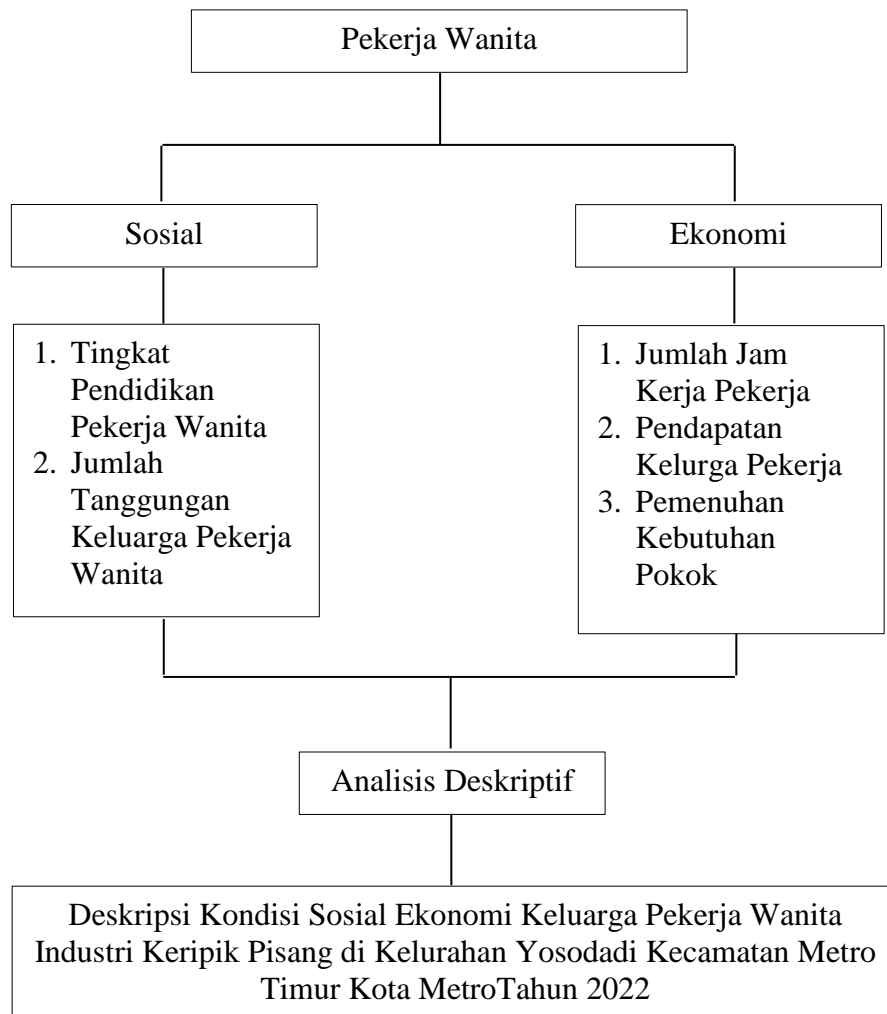 Pekerja Wanita
Sosial
Ekonomi
1. Tingkat
Pendidikan
Pekerja Wanita
2. Jumlah
Tanggungan
Keluarga Pekerja
Wanita
1. Jumlah Jam
Kerja Pekerja
2. Pendapatan
Kelurga Pekerja
3. Pemenuhan
Kebutuhan
Pokok
Analisis Deskriptif
Deskripsi Kondisi Sosial Ekonomi Keluarga Pekerja Wanita
Industri Keripik Pisang di Kelurahan Yosodadi Kecamatan Metro
Timur Kota MetroTahun 2022